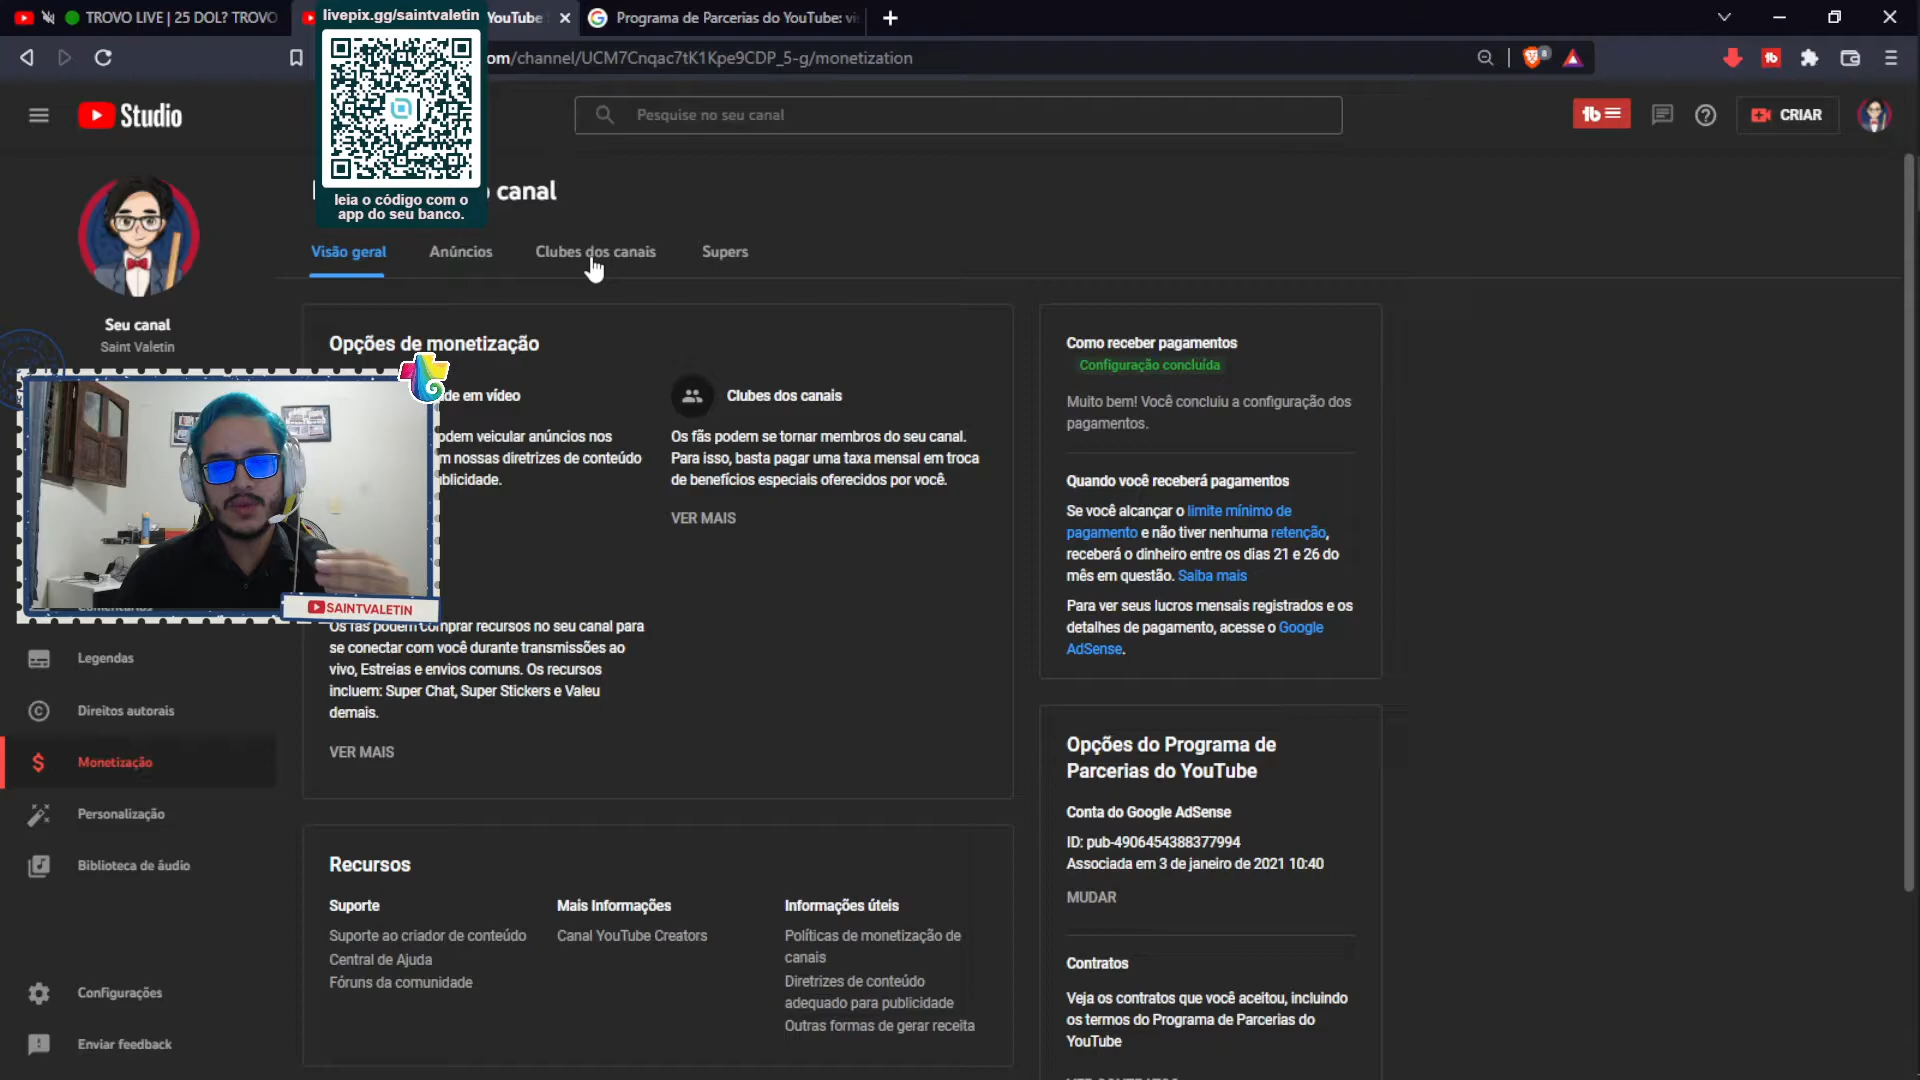 TROVO LIVE | 25 DOL? TROVO
livepix.gg/saintvaletin
YouTube
Programa de Parcerias do YouTube: vi
om/channel/UCM7Cnqac7tK1Kpe9CDP_5-g/monetization
8
Studio
Pesquise no seu canal
CRIAR
leia o código com o
app do seu banco.
canal
Visão geral
Anúncios
Clubes dos canais
Supers
Seu canal
Saint Valetin
Opções de monetização
de em vídeo
odem veicular anúncios nos
m nossas diretrizes de conteúdo
blicidade.
Clubes dos canais
Os fãs podem se tornar membros do seu canal.
Para isso, basta pagar uma taxa mensal em troca
de benefícios especiais oferecidos por você.
VER MAIS
SAINTVALETIN
Os fãs podem comprar recursos no seu canal para
se conectar com você durante transmissões ao
vivo, Estreias e envios comuns. Os recursos
incluem: Super Chat, Super Stickers e Valeu
demais.
VER MAIS
Como receber pagamentos
Configuração concluída
Muito bem! Você concluiu a configuração dos
pagamentos.
Quando você receberá pagamentos
Se você alcançar o limite mínimo de
pagamento e não tiver nenhuma retenção,
receberá o dinheiro entre os dias 21 e 26 do
mês em questão. Saiba mais
Para ver seus lucros mensais registrados e os
detalhes de pagamento, acesse o Google
AdSense.
Comentários
Legendas
Direitos autorais
Monetização
Personalização
Biblioteca de áudio
Configurações
Enviar feedback
Recursos
Suporte
Suporte ao criador de conteúdo
Central de Ajuda
Fóruns da comunidade
Mais Informações
Canal YouTube Creators
Informações úteis
Políticas de monetização de
canais
Diretrizes de conteúdo
adequado para publicidade
Outras formas de gerar receita
Opções do Programa de
Parcerias do YouTube
Conta do Google AdSense
ID: pub-4906454388377994
Associada em 3 de janeiro de 2021 10:40
MUDAR
Contratos
Veja os contratos que você aceitou, incluindo
os termos do Programa de Parcerias do
YouTube